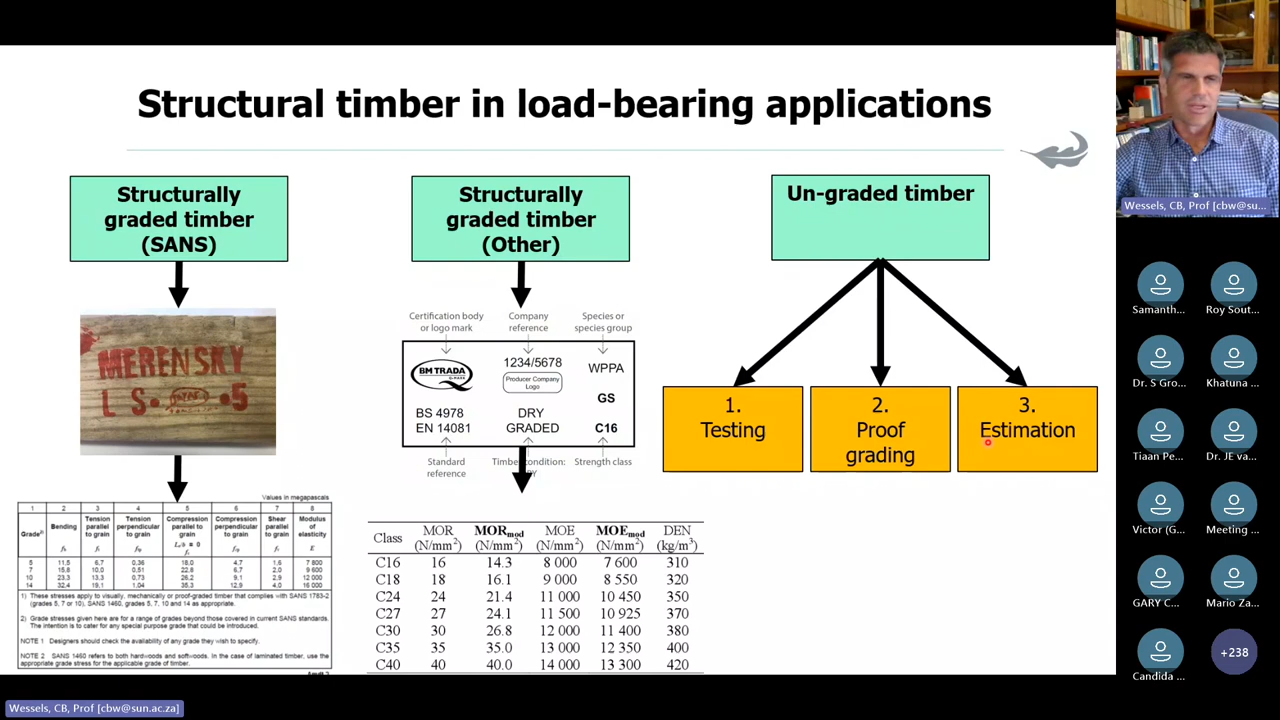 Structural timber in load-bearing applications
Structurally
graded timber
(SANS)
MERENSKY
L S. .5
Values in megapascals
1 2 3 4 5 6 7 8
Grade²⁾ Bending Tension parallel to grain Tension perpendicular to grain Compression parallel to grain Compression perpendicular to grain Shear parallel to grain Modulus of elasticity
5 11,5 6,7 0,36 18,0 4,7 1,6 7 800
7 15,8 10,0 0,51 22,8 6,7 2,0 9 600
10 23,3 13,3 0,73 26,2 9,1 2,9 12 000
14 32,4 19,1 1,04 35,3 12,9 4,0 16 000
1) These stresses apply to visually, mechanically or proof-graded timber that complies with SANS 1783-2
(grades 5, 7 or 10), SANS 1460, grades 5, 7, 10 and 14 as appropriate.
2) Grade stresses given here are for a range of grades beyond those covered in current SANS standards.
The intention is to cater for any special purpose grade that could be introduced.
NOTE 1 Designers should check the availability of any grade they wish to specify.
NOTE 2 SANS 1460 refers to both hardwoods and softwoods. In the case of laminated timber, use the
appropriate grade stress for the applicable grade of timber.
Structurally
graded timber
(Other)
Certification body
or logo mark
Company
reference
Species or
species group
BM TRADA
Q-MARK
1234/5678
Producer Company
Logo
WPPA
GS
BS 4978
EN 14081
DRY
GRADED
C16
Standard
reference
Timber condition:
Strength class
Class MOR (N/mm²) MORmod (N/mm²) MOE (N/mm²) MOEmod (N/mm²) DEN (kg/m³)
C16 16 14.3 8 000 7 600 310
C18 18 16.1 9 000 8 550 320
C24 24 21.4 11 000 10 450 350
C27 27 24.1 11 500 10 925 370
C30 30 26.8 12 000 11 400 380
C35 35 35.0 13 000 12 350 400
C40 40 40.0 14 000 13 300 420
Un-graded timber
1.
Testing
2.
Proof
grading
3.
Estimation
Wessels, CB, Prof [cbw@su...
Samanth...
Roy Sout...
Dr. S Gro...
Khatuna ...
Tiaan Pe...
Dr. JE va...
Victor (G...
Meeting ...
GARY C...
Mario Za...
Candida ...
+238
Wessels, CB, Prof [cbw@sun.ac.za]